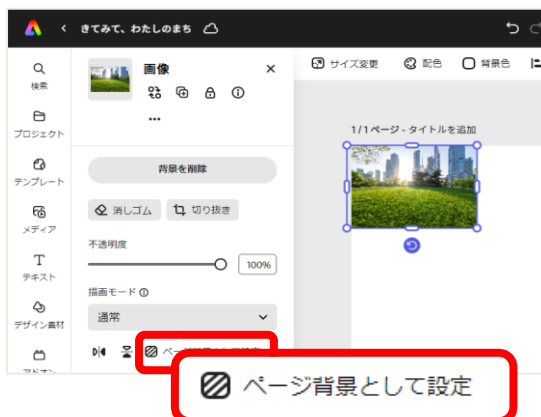 きてみて、わたしのまち
検索
プロジェクト
テンプレート
メディア
テキスト
デザイン素材
画像
背景を削除
消しゴム
切り抜き
不透明度
100%
描画モード
通常
サイズ変更
配色
背景色
1/1ページ - タイトルを追加
ページ背景として設定